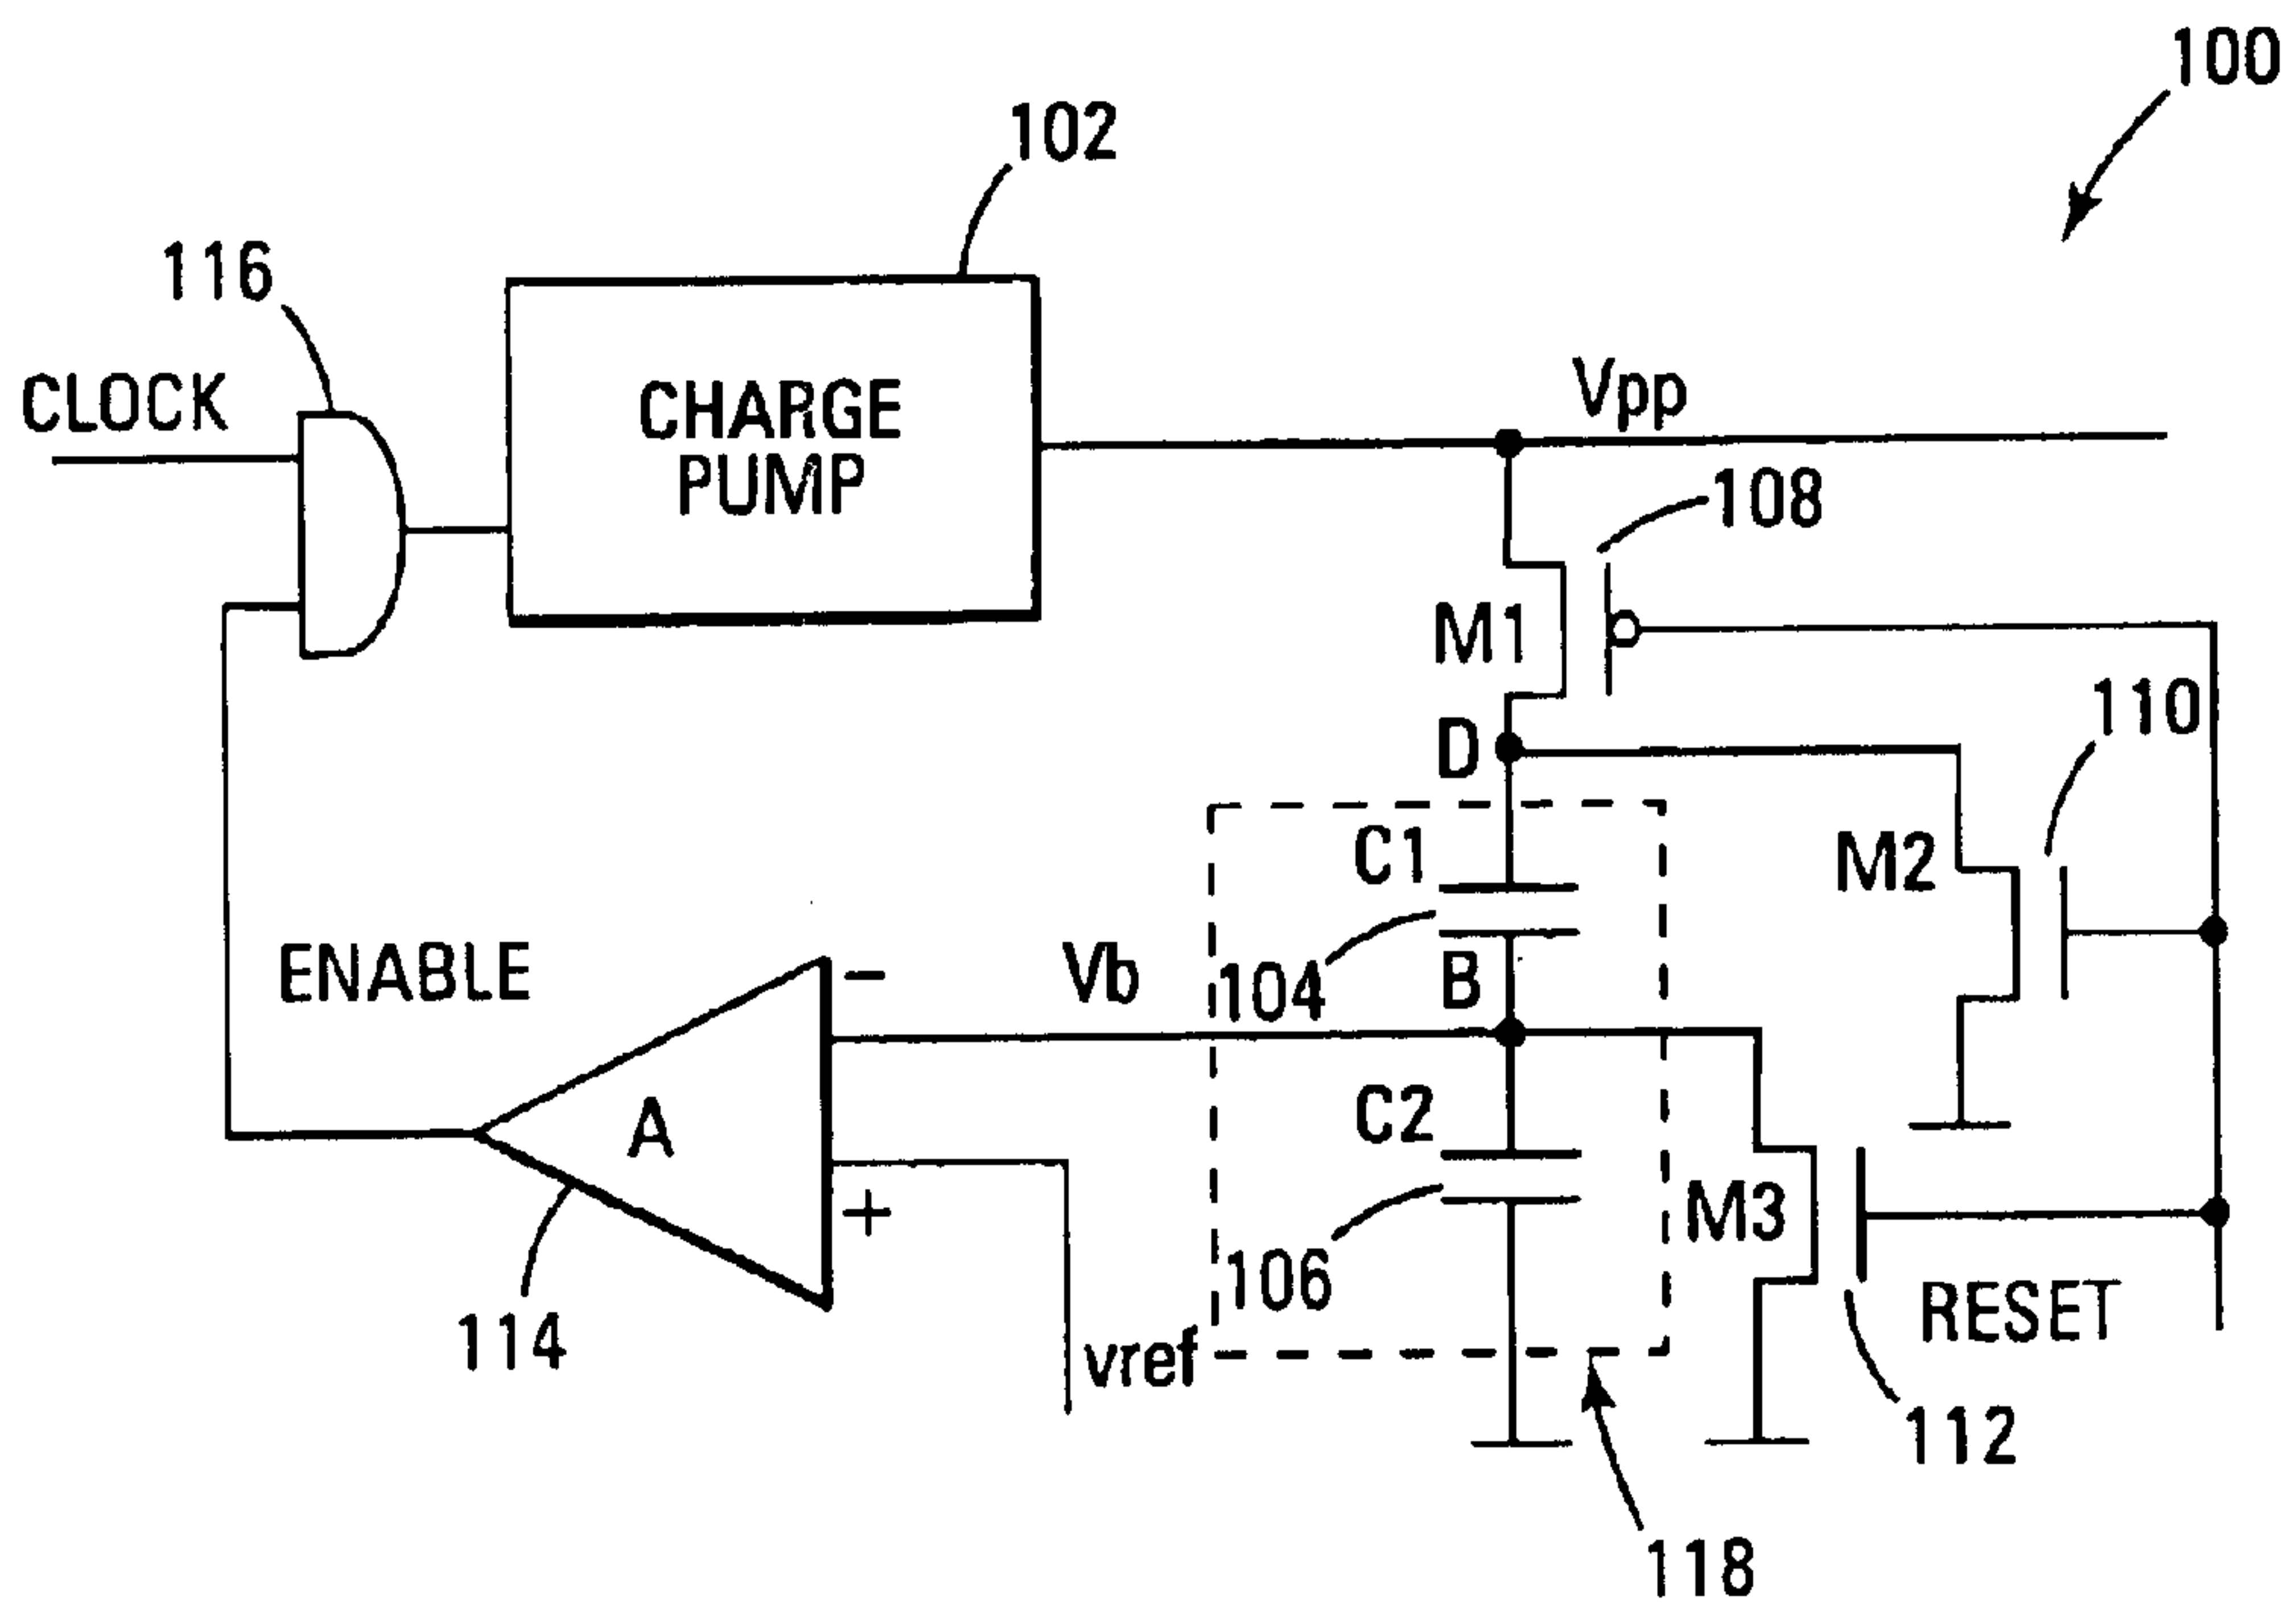 100
102
116
CLOCK
CHARGE
PUMP
Vpp
108
M1
110
D
C1
M2
ENABLE
Vb
104
B
−
A
C2
+
M3
106
RESET
114
vref
112
118